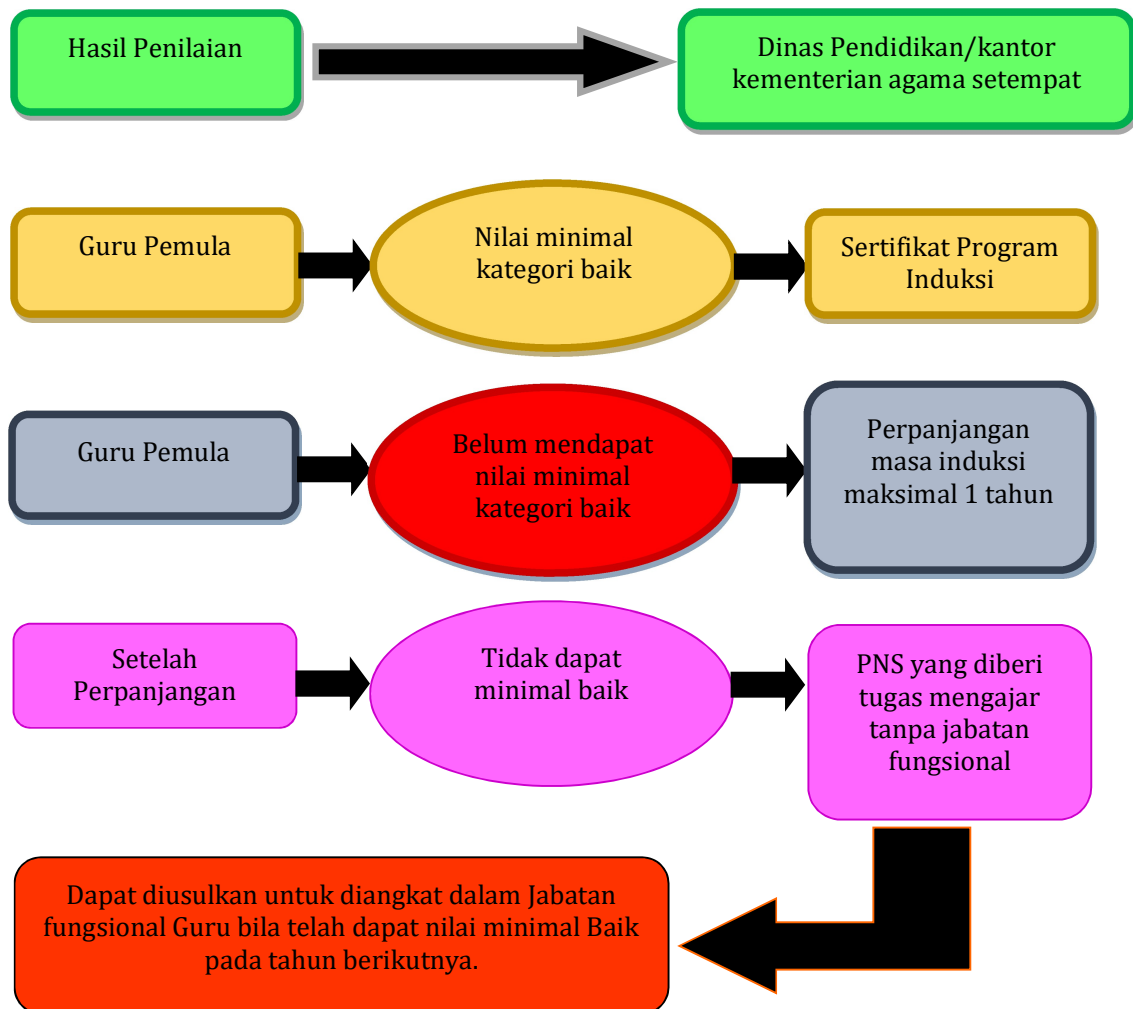 Hasil Penilaian
Dinas Pendidikan/kantor
kementerian agama setempat
Guru Pemula
Nilai minimal
kategori baik
Sertifikat Program
Induksi
Guru Pemula
Belum mendapat
nilai minimal
kategori baik
Perpanjangan
masa induksi
maksimal 1 tahun
Setelah
Perpanjangan
Tidak dapat
minimal baik
PNS yang diberi
tugas mengajar
tanpa jabatan
fungsional
Dapat diusulkan untuk diangkat dalam Jabatan
fungsional Guru bila telah dapat nilai minimal Baik
pada tahun berikutnya.